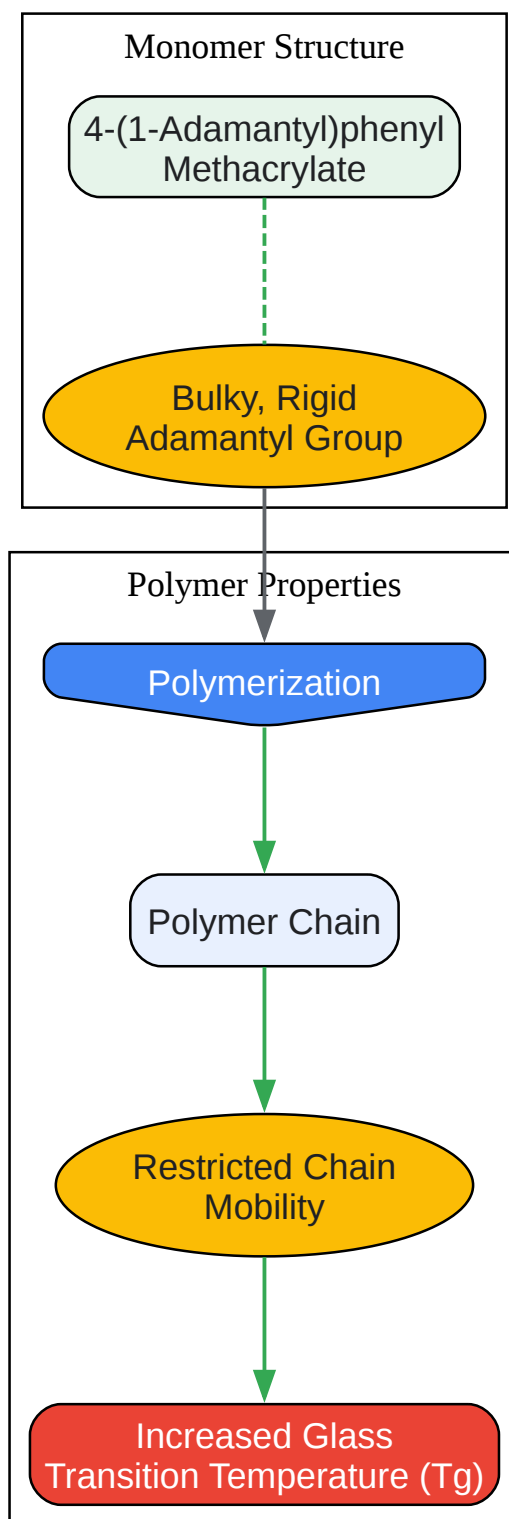 Monomer Structure
4-(1-Adamantyl)phenyl
Methacrylate
Bulky, Rigid
Adamantyl Group
Polymer Properties
Polymerization
Polymer Chain
Restricted Chain
Mobility
Increased Glass
Transition Temperature (Tg)